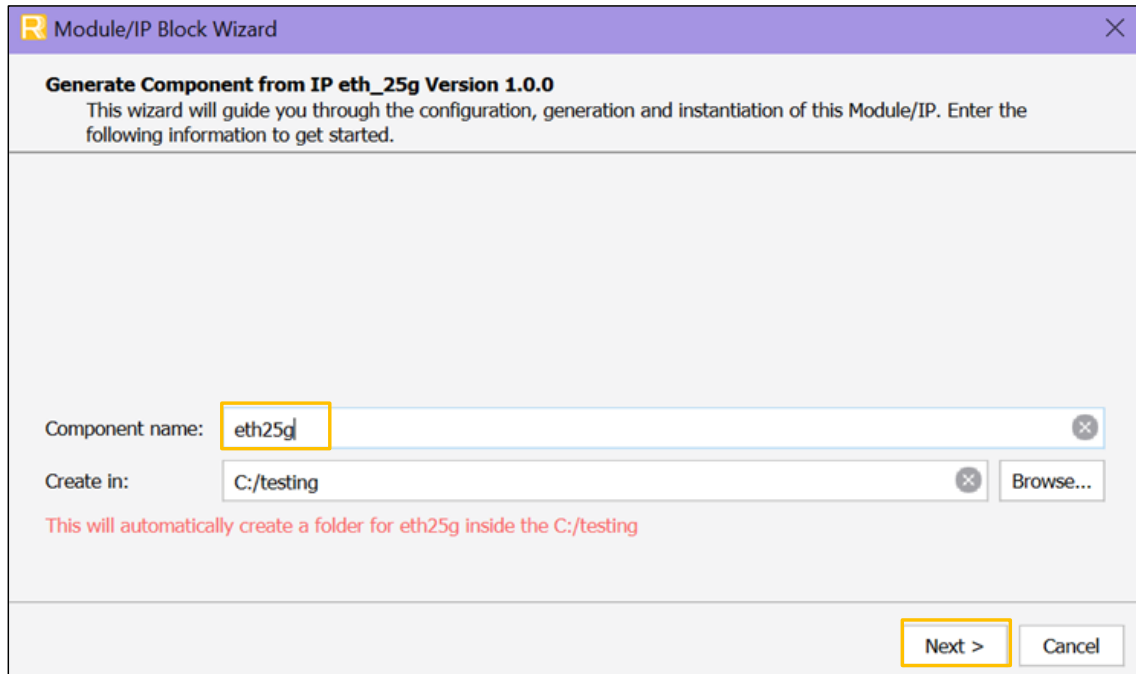 R Module/IP Block Wizard
Generate Component from IP eth_25g Version 1.0.0
This wizard will guide you through the configuration, generation and instantiation of this Module/IP. Enter the
following information to get started.
Component name: eth25g
Create in: C:/testing Browse...
This will automatically create a folder for eth25g inside the C:/testing
Next > Cancel